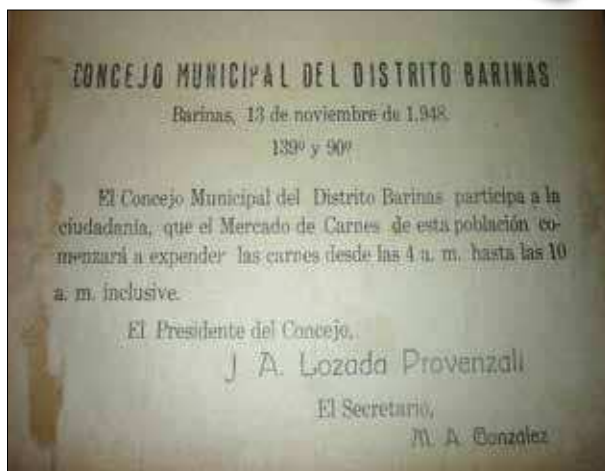 CONCEJO MUNICIPAL DEL DISTRITO BARINAS
Barinas, 13 de noviembre de 1.948.
139º y 90º
El Concejo Municipal del Distrito Barinas participa a la
ciudadanía, que el Mercado de Carnes de esta población co-
menzará a expender las carnes desde las 4 a. m. hasta las 10
a. m. inclusive.
El Presidente del Concejo,
J A. Lozada Provenzali
El Secretario,
M. A. Gonzalez